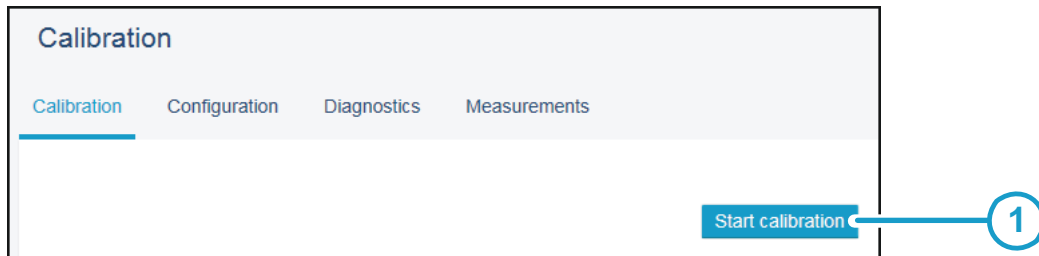 Calibration
Calibration Configuration Diagnostics Measurements
Start calibration
1